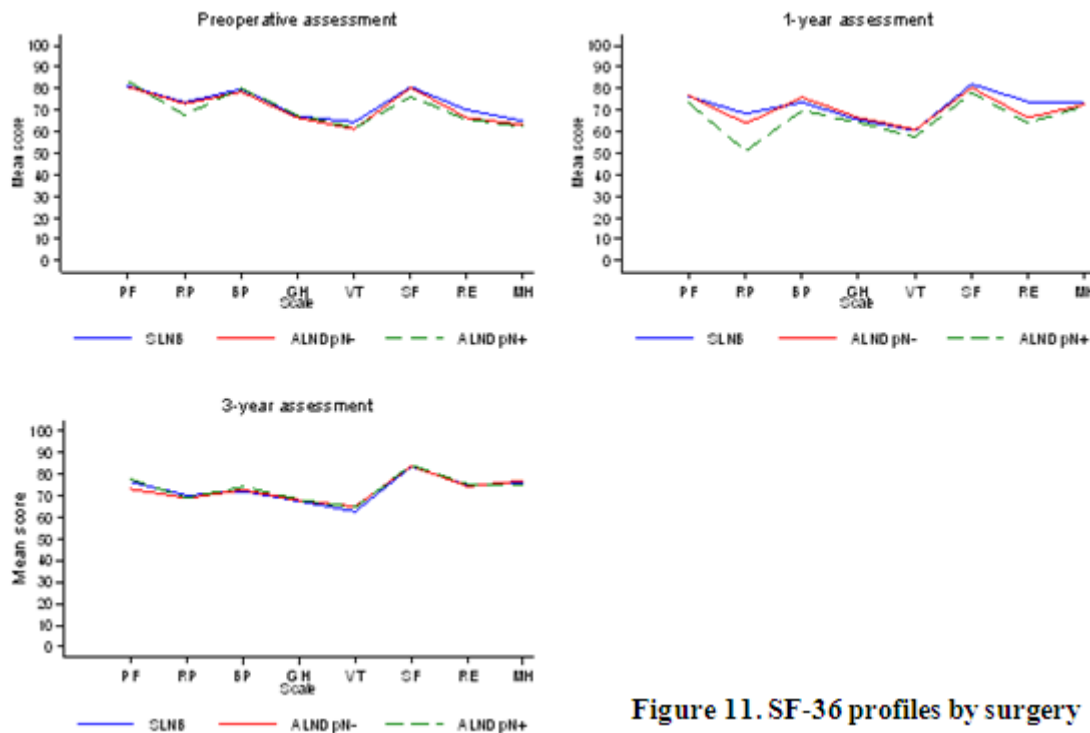 Preoperative assessment
Mean score
100
90
80
70
60
50
40
30
20
10
0
PF RP BP GH VT SF RE MH
Scale
SLNB ALND pN- ALND pN+
1-year assessment
Mean score
100
90
80
70
60
50
40
30
20
10
0
PF RP BP GH VT SF RE MH
Scale
SLNB ALND pN- ALND pN+
3-year assessment
Mean score
100
90
80
70
60
50
40
30
20
10
0
PF RP BP GH VT SF RE MH
Scale
SLNB ALND pN- ALND pN+
Figure 11. SF-36 profiles by surgery